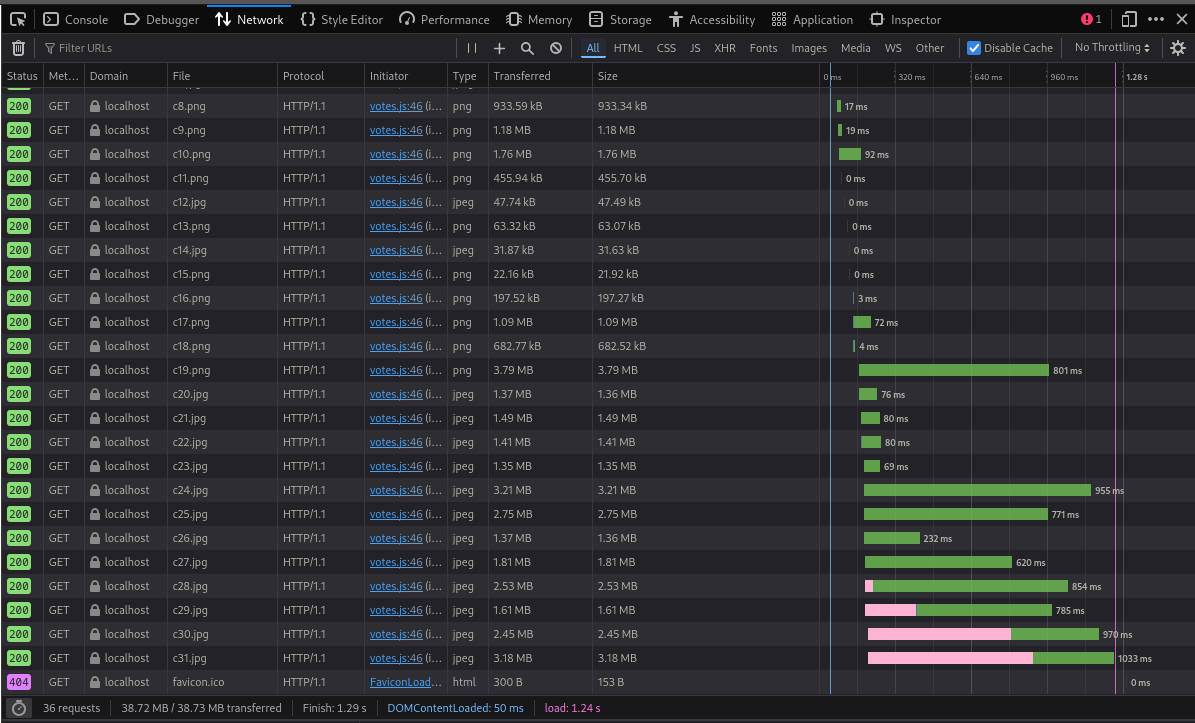 Console Debugger Network Style Editor Performance Memory Storage Accessibility Application Inspector 1
Filter URLs All HTML CSS JS XHR Fonts Images Media WS Other Disable Cache No Throttling
Status Met… Domain File Protocol Initiator Type Transferred Size 0 ms 320 ms 640 ms 960 ms 1.28 s
200 GET localhost c8.png HTTP/1.1 votes.js:46 (i… png 933.59 kB 933.34 kB 17 ms
200 GET localhost c9.png HTTP/1.1 votes.js:46 (i… png 1.18 MB 1.18 MB 19 ms
200 GET localhost c10.png HTTP/1.1 votes.js:46 (i… png 1.76 MB 1.76 MB 92 ms
200 GET localhost c11.png HTTP/1.1 votes.js:46 (i… png 455.94 kB 455.70 kB 0 ms
200 GET localhost c12.jpg HTTP/1.1 votes.js:46 (i… jpeg 47.74 kB 47.49 kB 0 ms
200 GET localhost c13.png HTTP/1.1 votes.js:46 (i… png 63.32 kB 63.07 kB 0 ms
200 GET localhost c14.jpg HTTP/1.1 votes.js:46 (i… jpeg 31.87 kB 31.63 kB 0 ms
200 GET localhost c15.png HTTP/1.1 votes.js:46 (i… png 22.16 kB 21.92 kB 0 ms
200 GET localhost c16.png HTTP/1.1 votes.js:46 (i… png 197.52 kB 197.27 kB 3 ms
200 GET localhost c17.png HTTP/1.1 votes.js:46 (i… png 1.09 MB 1.09 MB 72 ms
200 GET localhost c18.png HTTP/1.1 votes.js:46 (i… png 682.77 kB 682.52 kB 4 ms
200 GET localhost c19.png HTTP/1.1 votes.js:46 (i… png 3.79 MB 3.79 MB 801 ms
200 GET localhost c20.jpg HTTP/1.1 votes.js:46 (i… jpeg 1.37 MB 1.36 MB 76 ms
200 GET localhost c21.jpg HTTP/1.1 votes.js:46 (i… jpeg 1.49 MB 1.49 MB 80 ms
200 GET localhost c22.jpg HTTP/1.1 votes.js:46 (i… jpeg 1.41 MB 1.41 MB 80 ms
200 GET localhost c23.jpg HTTP/1.1 votes.js:46 (i… jpeg 1.35 MB 1.35 MB 69 ms
200 GET localhost c24.jpg HTTP/1.1 votes.js:46 (i… jpeg 3.21 MB 3.21 MB 955 ms
200 GET localhost c25.jpg HTTP/1.1 votes.js:46 (i… jpeg 2.75 MB 2.75 MB 771 ms
200 GET localhost c26.jpg HTTP/1.1 votes.js:46 (i… jpeg 1.37 MB 1.36 MB 232 ms
200 GET localhost c27.jpg HTTP/1.1 votes.js:46 (i… jpeg 1.81 MB 1.81 MB 620 ms
200 GET localhost c28.jpg HTTP/1.1 votes.js:46 (i… jpeg 2.53 MB 2.53 MB 854 ms
200 GET localhost c29.jpg HTTP/1.1 votes.js:46 (i… jpeg 1.61 MB 1.61 MB 785 ms
200 GET localhost c30.jpg HTTP/1.1 votes.js:46 (i… jpeg 2.45 MB 2.45 MB 970 ms
200 GET localhost c31.jpg HTTP/1.1 votes.js:46 (i… jpeg 3.18 MB 3.18 MB 1033 ms
404 GET localhost favicon.ico HTTP/1.1 FaviconLoad… html 300 B 153 B 0 ms
36 requests 38.72 MB / 38.73 MB transferred Finish: 1.29 s DOMContentLoaded: 50 ms load: 1.24 s